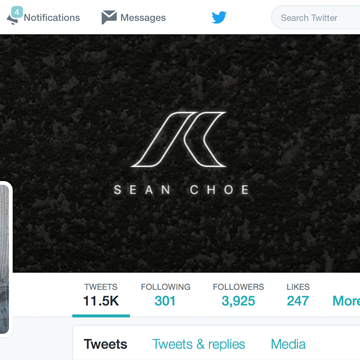 4
Notifications Messages Search Twitter
SEAN CHOE
TWEETS FOLLOWING FOLLOWERS LIKES
11.5K 301 3,925 247 More
Tweets Tweets & replies Media